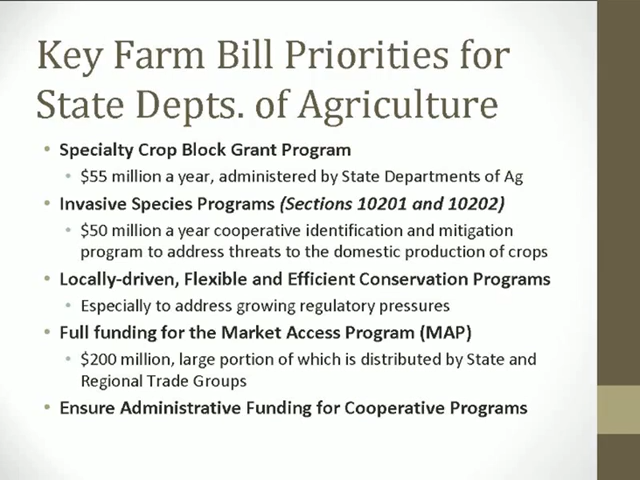 Key Farm Bill Priorities for
State Depts. of Agriculture
• Specialty Crop Block Grant Program
• $55 million a year, administered by State Departments of Ag
• Invasive Species Programs (Sections 10201 and 10202)
• $50 million a year cooperative identification and mitigation
program to address threats to the domestic production of crops
• Locally-driven, Flexible and Efficient Conservation Programs
• Especially to address growing regulatory pressures
• Full funding for the Market Access Program (MAP)
• $200 million, large portion of which is distributed by State and
Regional Trade Groups
• Ensure Administrative Funding for Cooperative Programs